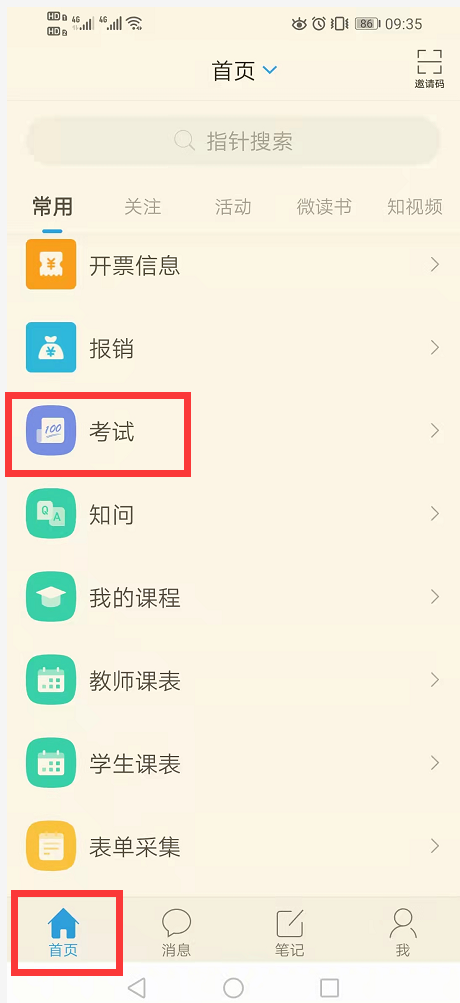 HD 1 4G 4G 86 09:35
HD 2
首页
邀请码
指针搜索
常用 关注 活动 微读书 知视频
开票信息
报销
100 考试
Q A 知问
我的课程
教师课表
学生课表
表单采集
首页 消息 笔记 我